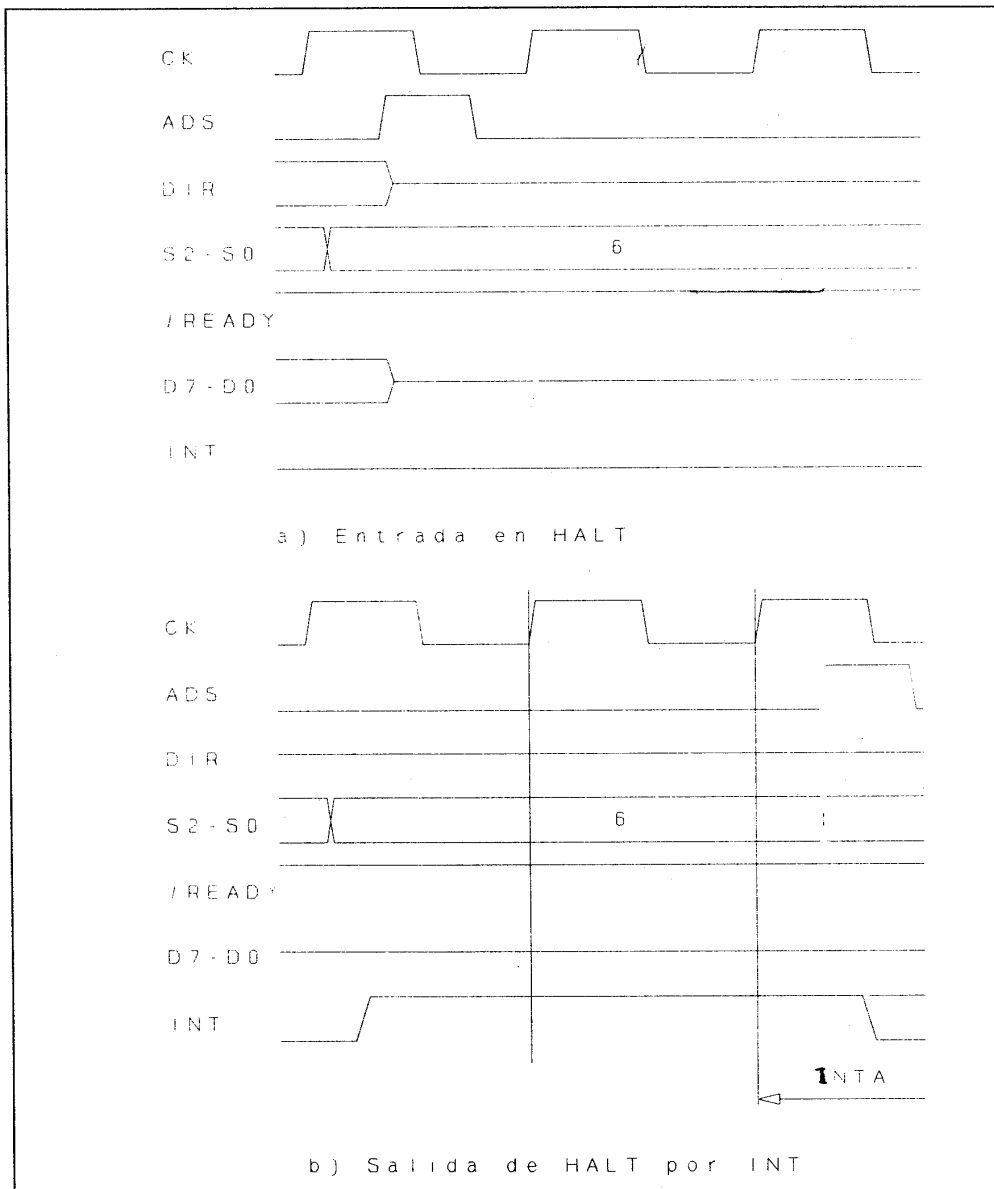 CK
ADS
DIR
S2-S0 6
/READY
D7-D0
INT
a) Entrada en HALT
CK
ADS
DIR
S2-S0 6
/READY
D7-D0
INT
INTA
b) Salida de HALT por INT